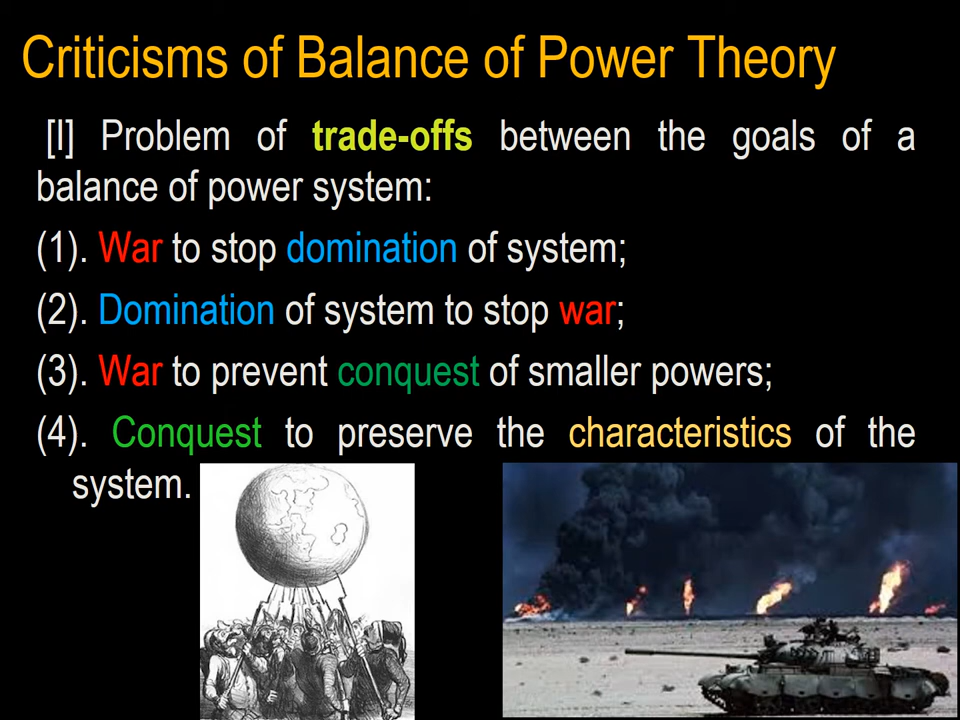 Criticisms of Balance of Power Theory
[I] Problem of trade-offs between the goals of a
balance of power system:
(1). War to stop domination of system;
(2). Domination of system to stop war;
(3). War to prevent conquest of smaller powers;
(4). Conquest to preserve the characteristics of the
system.